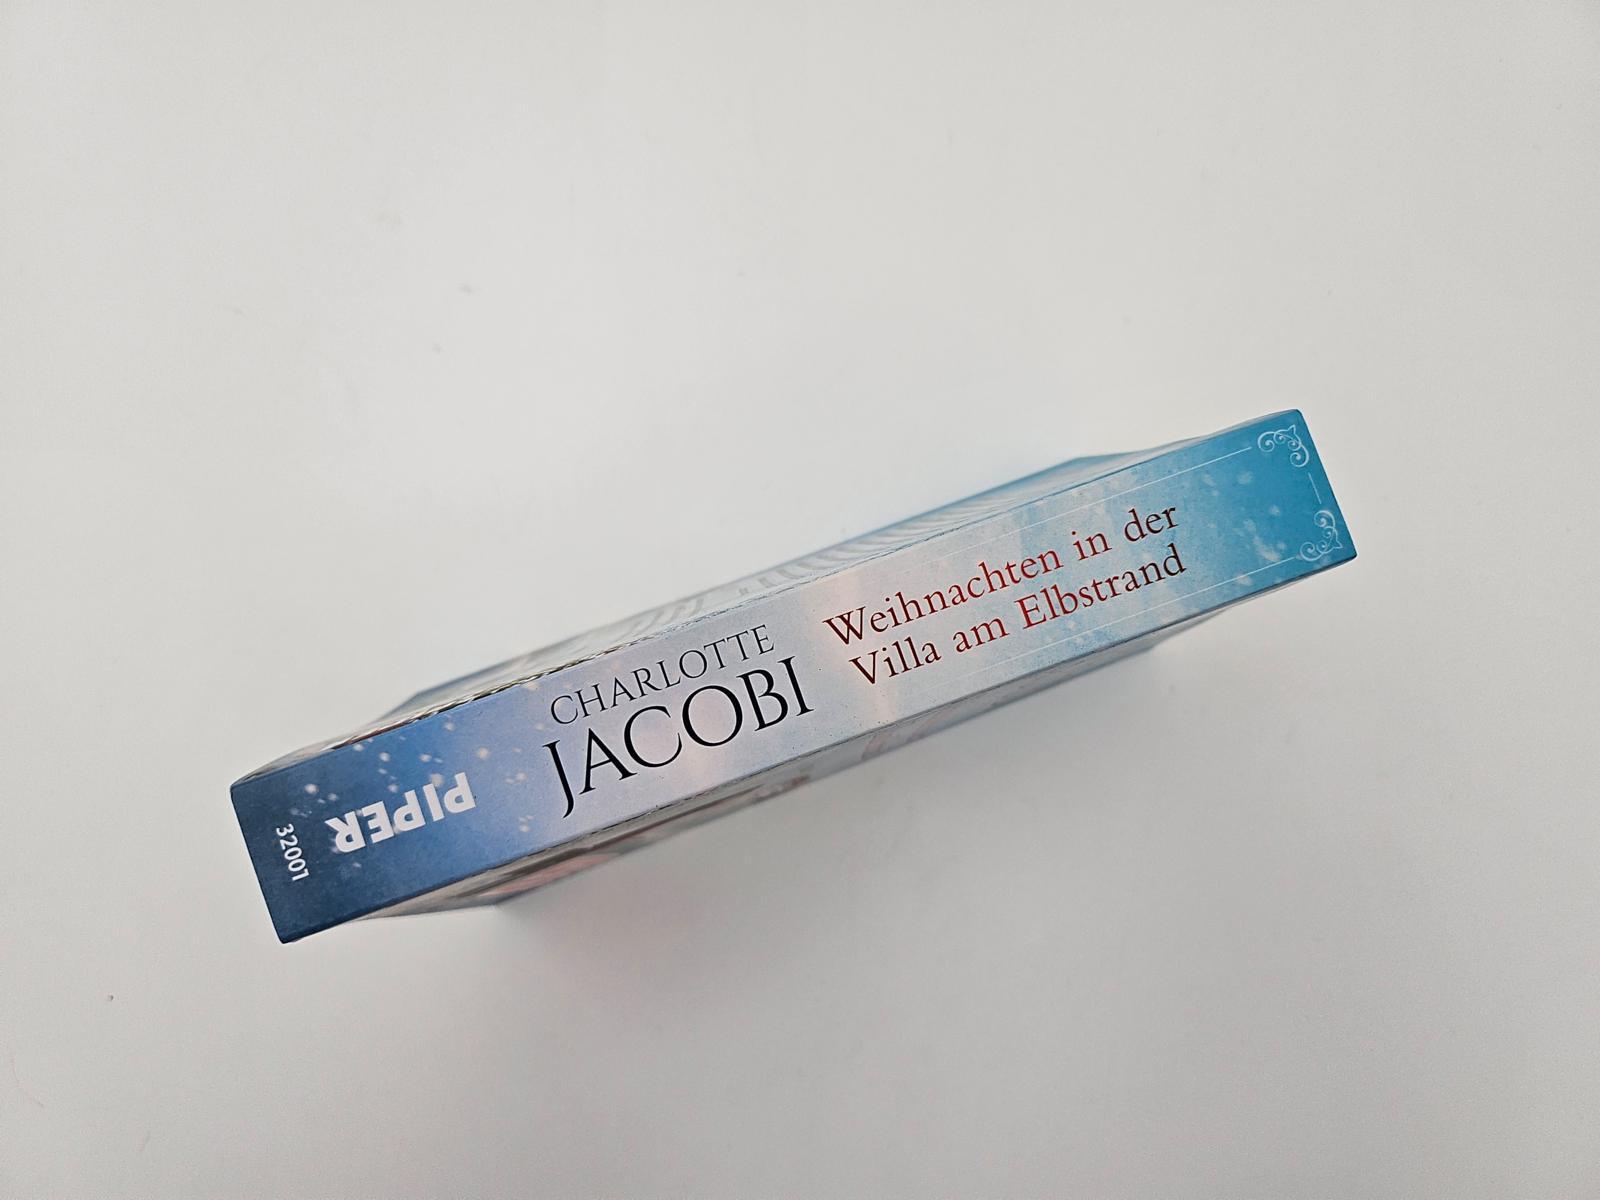 CHARLOTTE
JACOBI
Weihnachten in der
Villa am Elbstrand
PIPER
32001